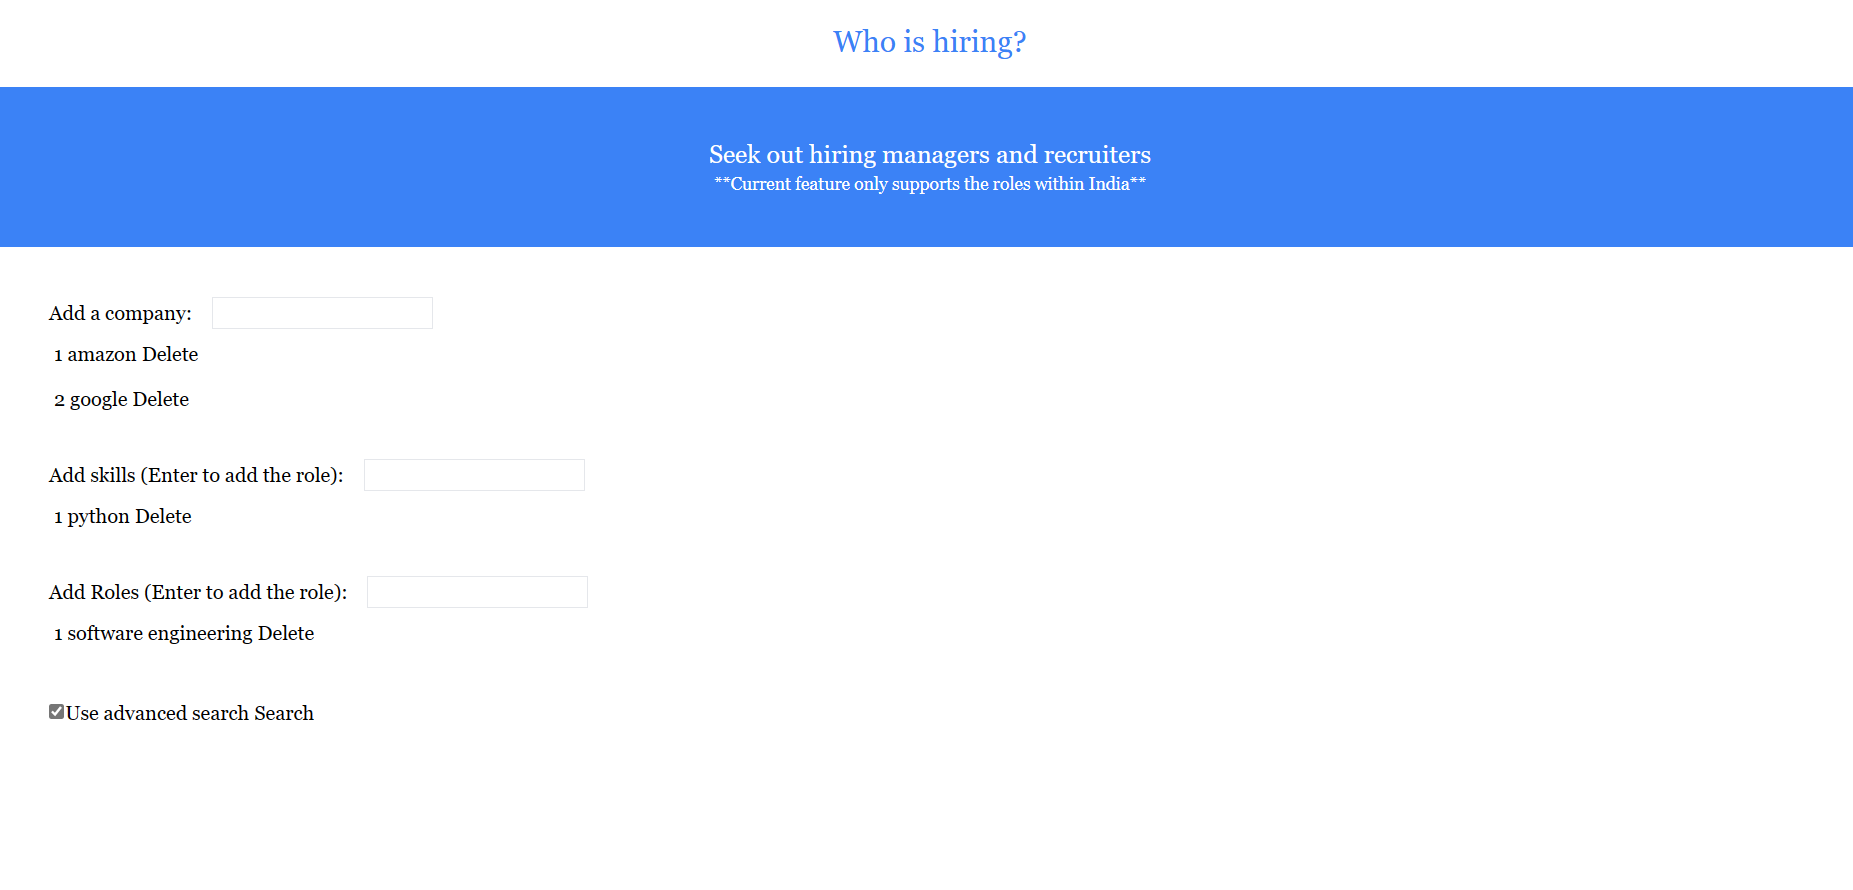 Who is hiring?
Seek out hiring managers and recruiters
**Current feature only supports the roles within India**
Add a company:
1 amazon Delete
2 google Delete
Add skills (Enter to add the role):
1 python Delete
Add Roles (Enter to add the role):
1 software engineering Delete
Use advanced search Search